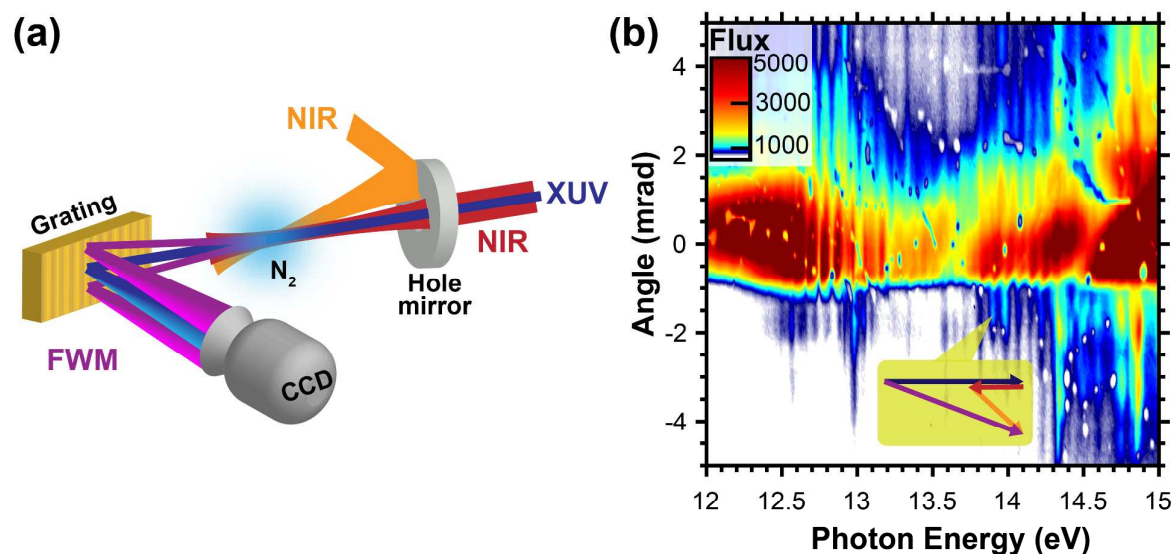 (a)
NIR
XUV
NIR
Grating
N2
Hole
mirror
FWM
CCD
(b)
Flux
5000
3000
1000
4
2
0
-2
-4
Angle (mrad)
12
12.5
13
13.5
14
14.5
15
Photon Energy (eV)